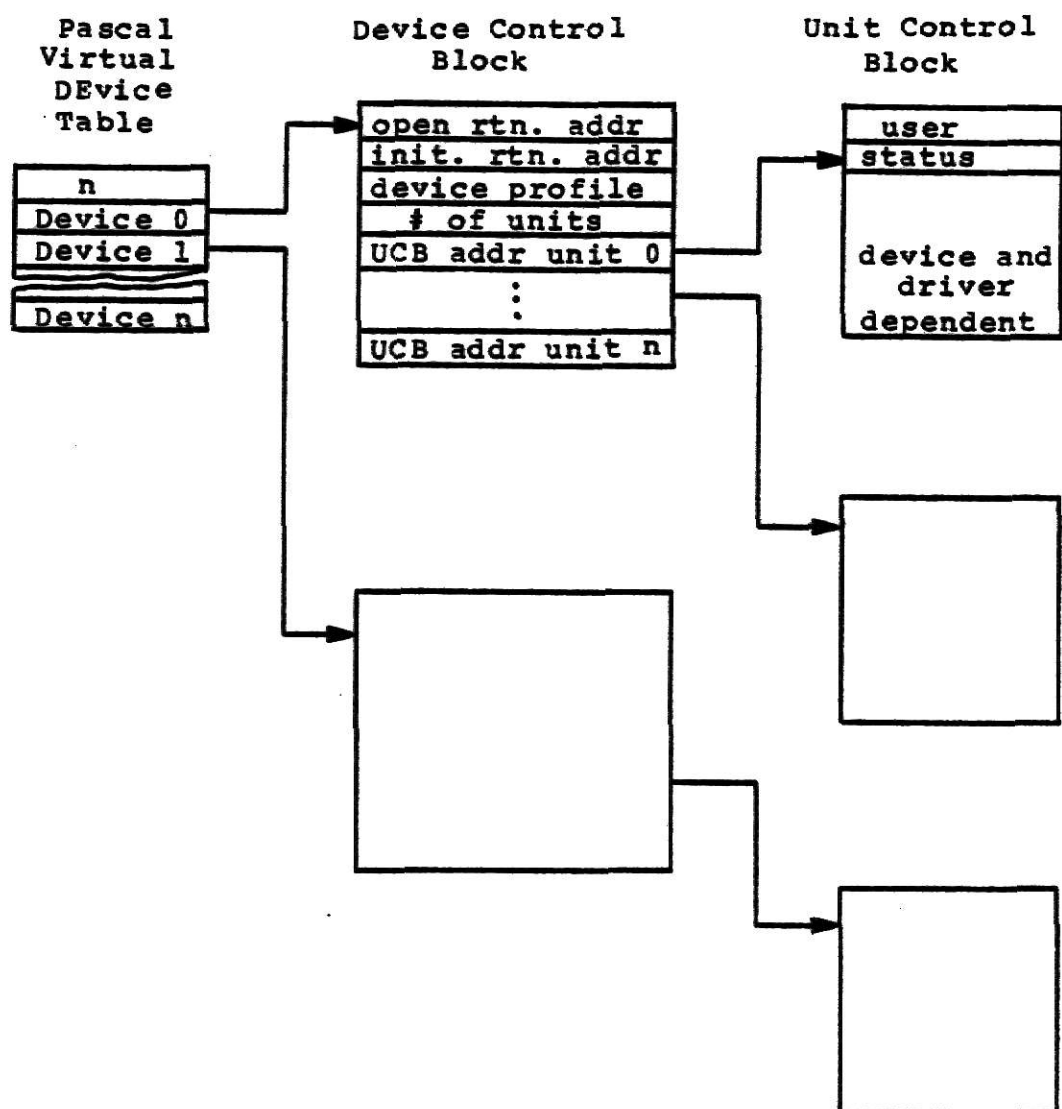 Pascal
Virtual
DEvice
Table
n
Device 0
Device 1
Device n
Device Control
Block
open rtn. addr
init. rtn. addr
device profile
# of units
UCB addr unit 0
⋮
UCB addr unit n
Unit Control
Block
user
status
device and
driver
dependent